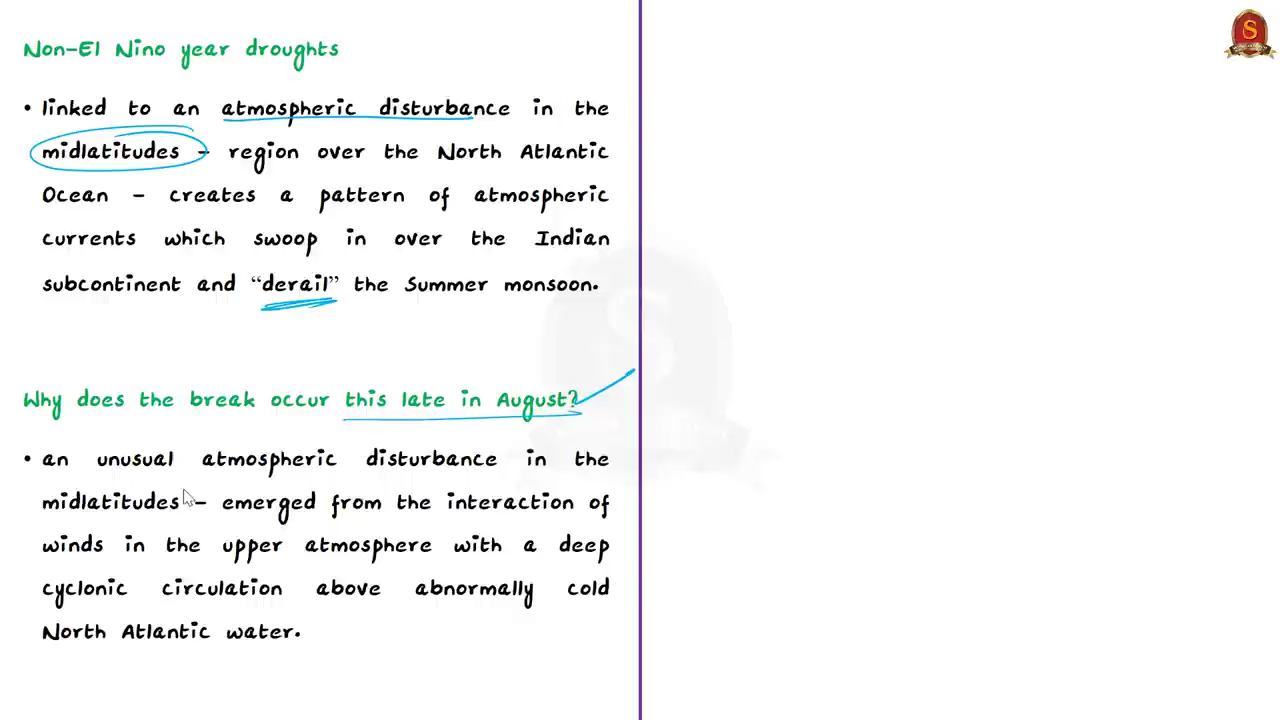 Non-El Nino year droughts
• linked to an atmospheric disturbance in the
midlatitudes - region over the North Atlantic
Ocean - creates a pattern of atmospheric
currents which swoop in over the Indian
subcontinent and “derail” the Summer monsoon.
Why does the break occur this late in August?
• an unusual atmospheric disturbance in the
midlatitudes - emerged from the interaction of
winds in the upper atmosphere with a deep
cyclonic circulation above abnormally cold
North Atlantic water.
S